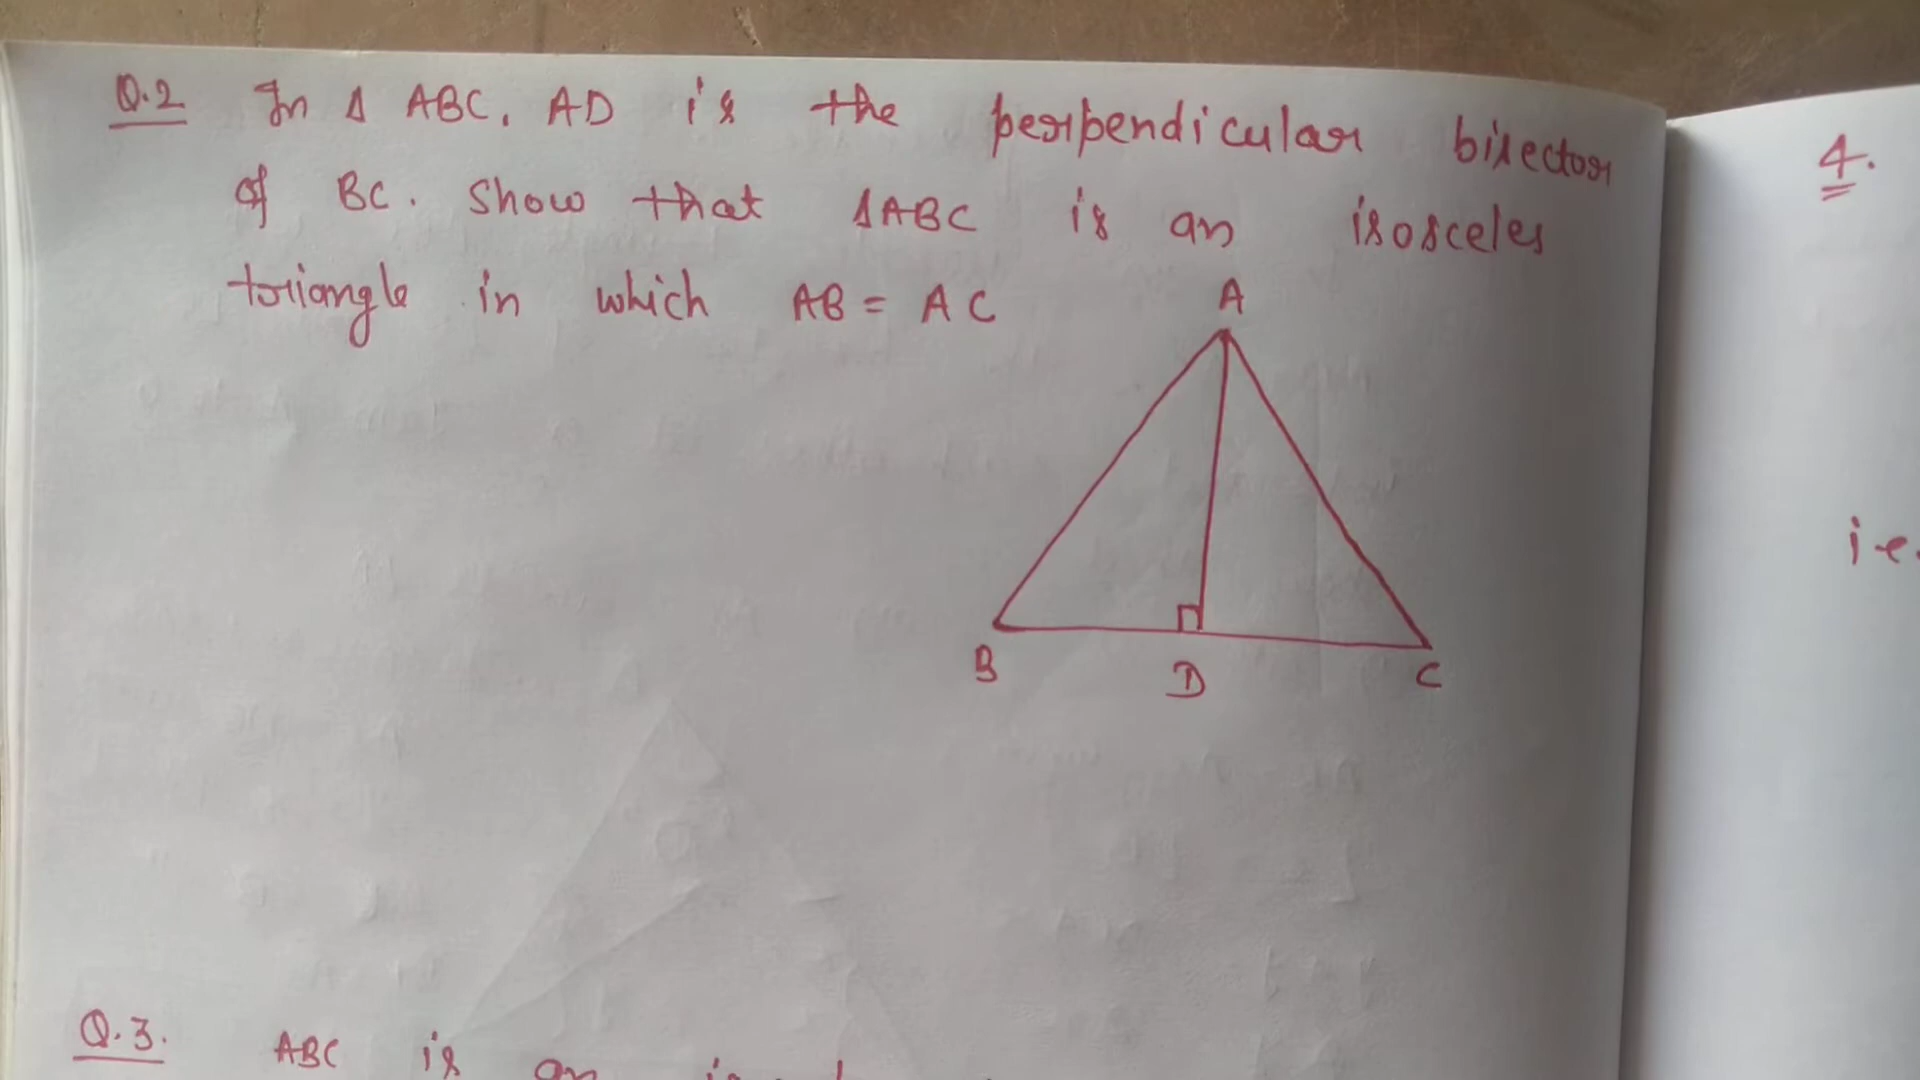 Q.2 In Δ ABC, AD is the perpendicular bisector
of BC. Show that ΔABC is an isosceles
triangle in which AB = AC
A
B
D
C
Q.3. ABC is an
4.
i.e.